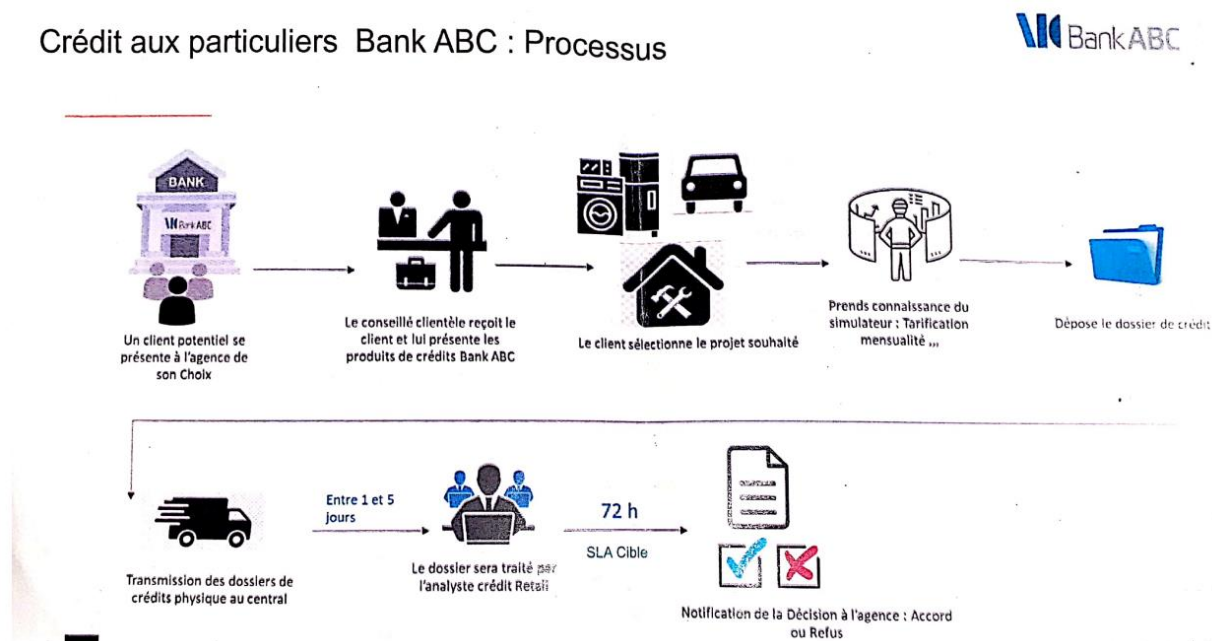 Crédit aux particuliers Bank ABC : Processus
Bank ABC
BANK
Bank ABC
Un client potentiel se
présente à l'agence de
son Choix
Le conseillé clientèle reçoit le
client et lui présente les
produits de crédits Bank ABC
Le client sélectionne le projet souhaité
Prends connaissance du
simulateur : Tarification
mensualité ,,,
Dépose le dossier de crédit
Transmission des dossiers de
crédits physique au central
Entre 1 et 5
jours
Le dossier sera traité par
l'analyste crédit Retail
72 h
SLA Cible
Notification de la Décision à l'agence : Accord
ou Refus